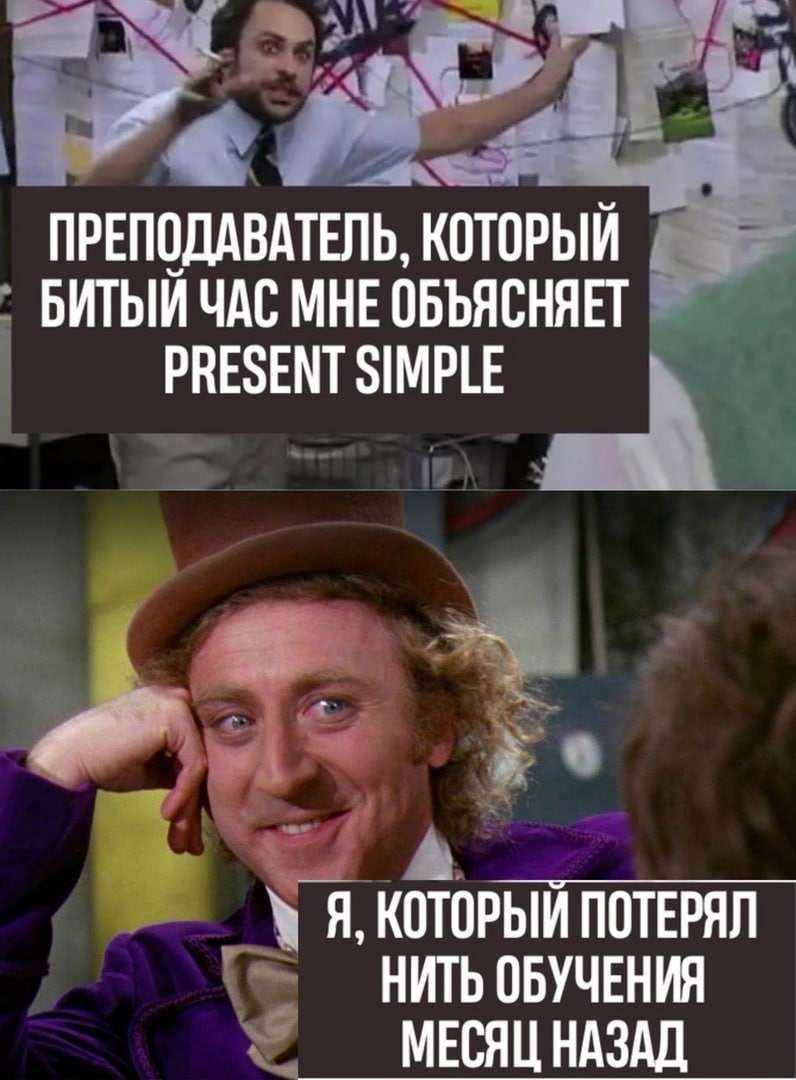 ПРЕПОДАВАТЕЛЬ, КОТОРЫЙ
БИТЫЙ ЧАС МНЕ ОБЪЯСНЯЕТ
PRESENT SIMPLE
Я, КОТОРЫЙ ПОТЕРЯЛ
НИТЬ ОБУЧЕНИЯ
МЕСЯЦ НАЗАД